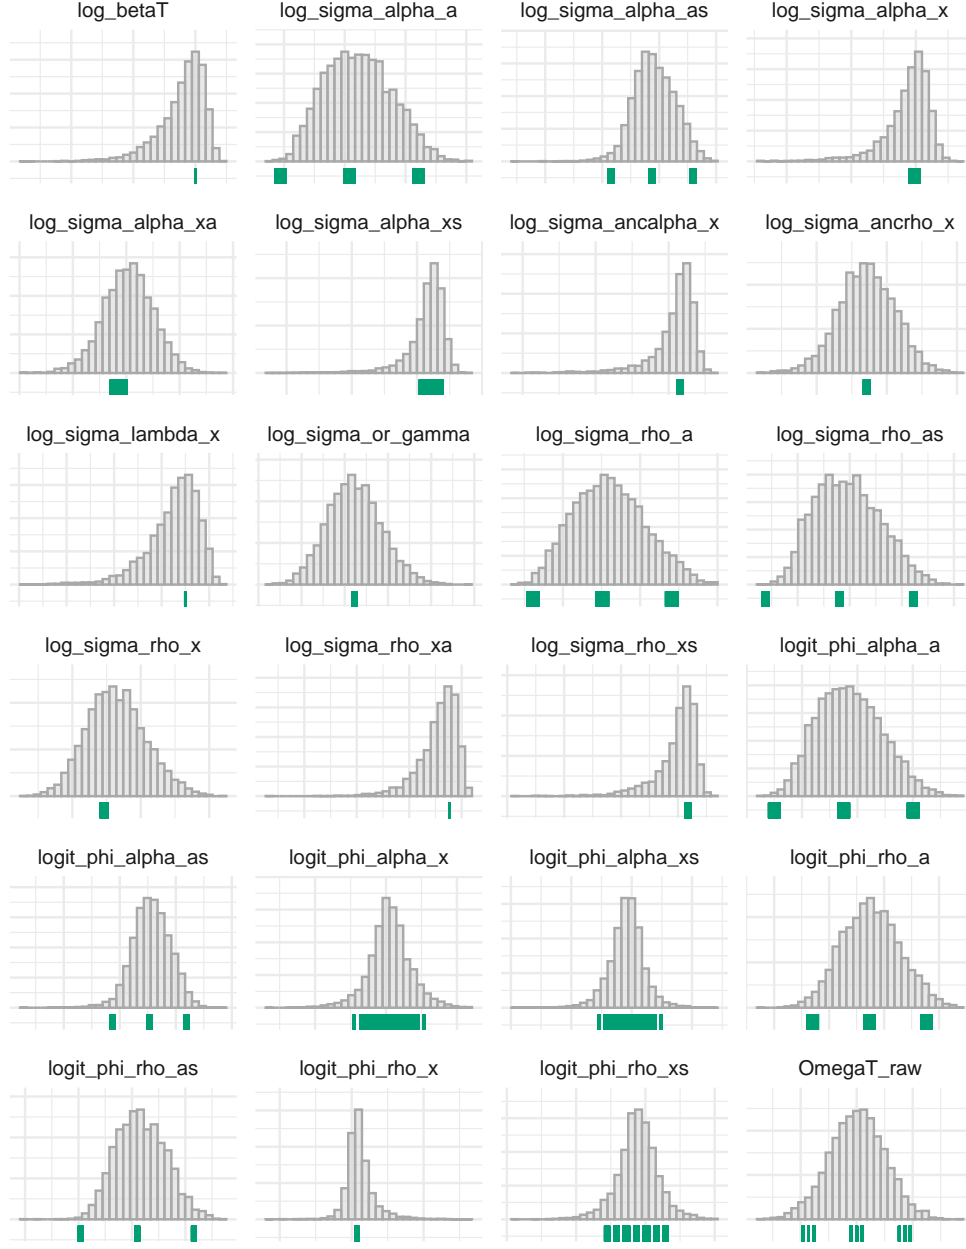 log_betaT log_sigma_alpha_a log_sigma_alpha_as log_sigma_alpha_x
log_sigma_alpha_xa log_sigma_alpha_xs log_sigma_ancalpha_x log_sigma_ancrho_x
log_sigma_lambda_x log_sigma_or_gamma log_sigma_rho_a log_sigma_rho_as
log_sigma_rho_x log_sigma_rho_xa log_sigma_rho_xs logit_phi_alpha_a
logit_phi_alpha_as logit_phi_alpha_x logit_phi_alpha_xs logit_phi_rho_a
logit_phi_rho_as logit_phi_rho_x logit_phi_rho_xs OmegaT_raw